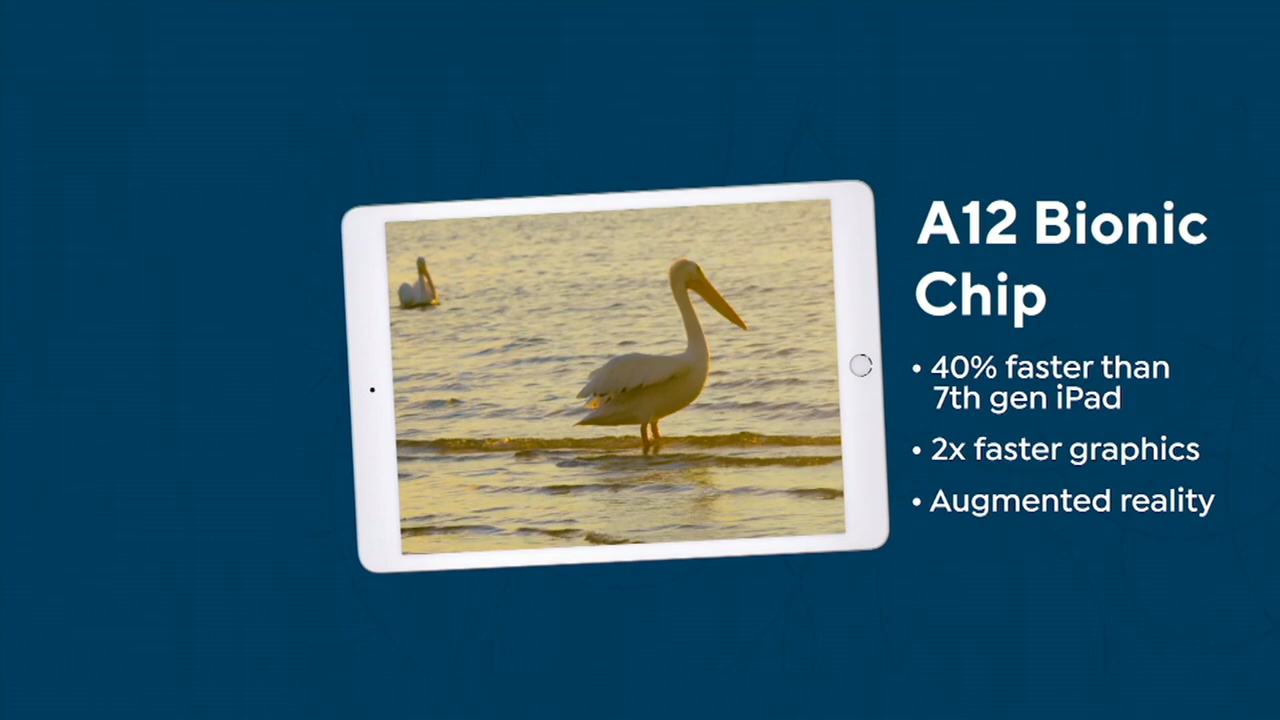 A12 Bionic
Chip
• 40% faster than
7th gen iPad
• 2x faster graphics
• Augmented reality